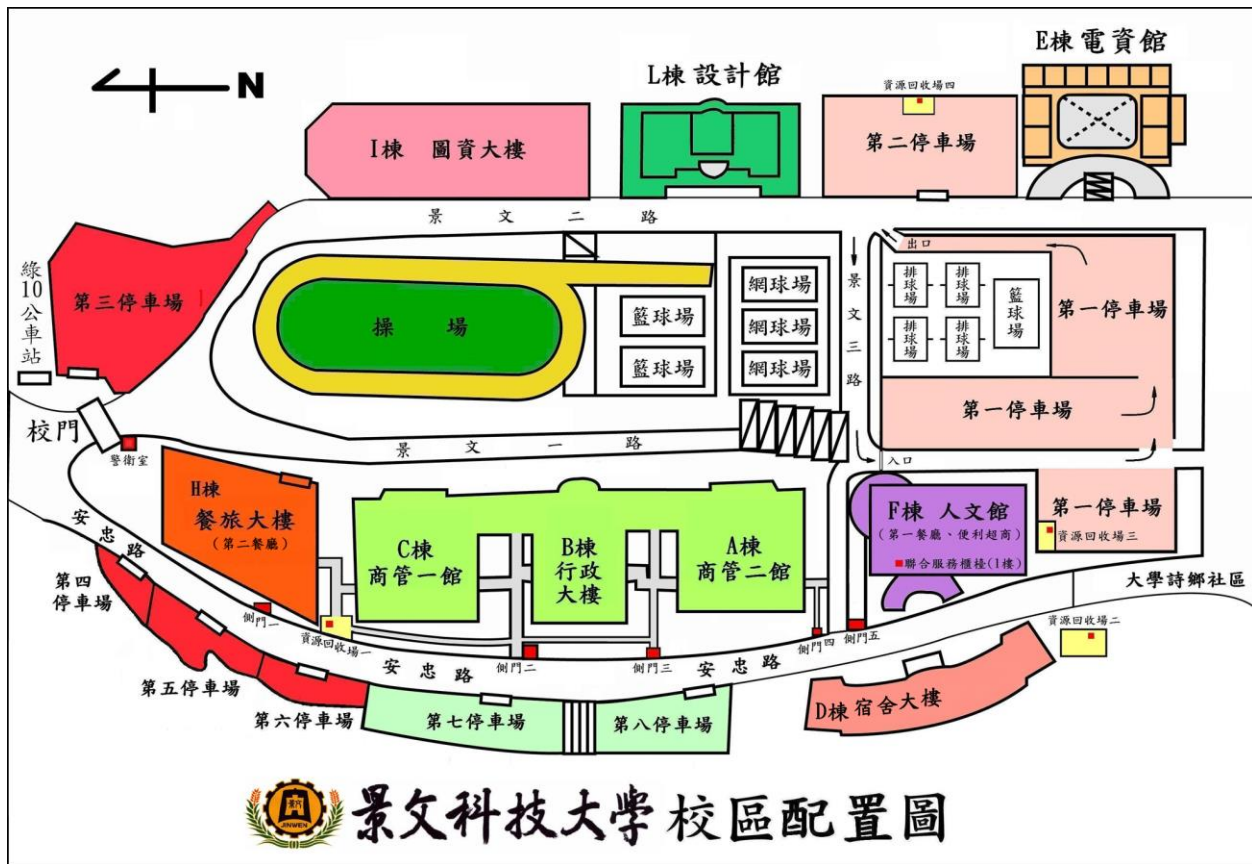 N
L棟 設計館
E棟 電資館
資源回收場四
I棟 圖資大樓
第二停車場
景文二路
出口
綠10公車站
第三停車場
操場
籃球場
籃球場
網球場
網球場
網球場
景文三路
排球場
排球場
排球場
排球場
籃球場
第一停車場
第一停車場
校門
警衛室
景文一路
入口
H棟
餐旅大樓
(第二餐廳)
C棟
商管一館
B棟
行政
大樓
A棟
商管二館
F棟 人文館
(第一餐廳、便利超商)
聯合服務櫃檯(1樓)
第一停車場
資源回收場三
安忠路
第四
停車場
側門一
資源回收場一
側門二
側門三
側門四
側門五
大學詩鄉社區
資源回收場二
安忠路
安忠路
第五停車場
第六停車場
第七停車場
第八停車場
D棟 宿舍大樓
景文
JINWEN
景文科技大學 校區配置圖